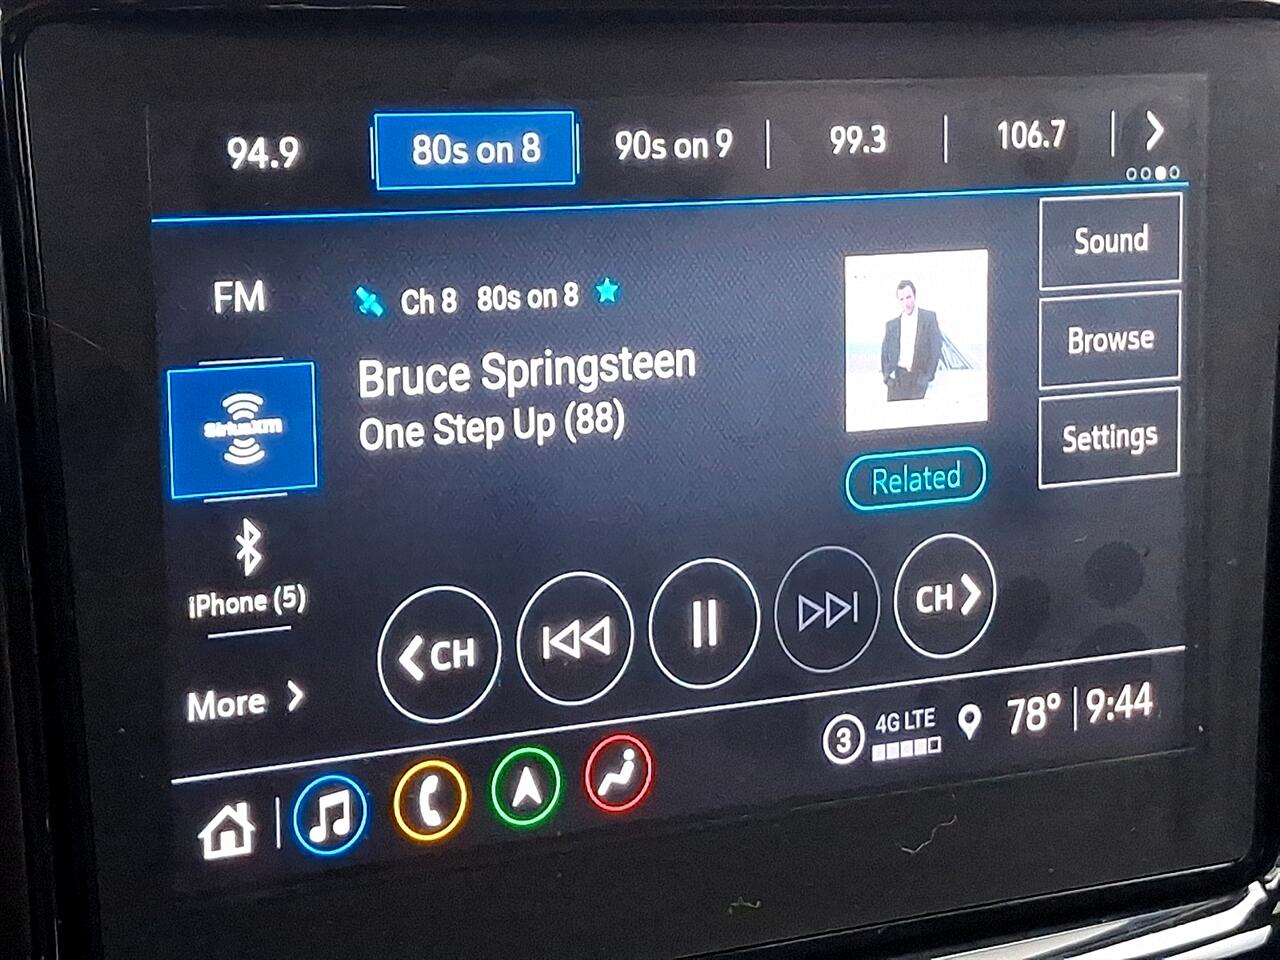 94.9
80s on 8
90s on 9
99.3
106.7
FM
Ch 8 80s on 8
Bruce Springsteen
One Step Up (88)
Sound
Browse
Settings
SiriusXM
Related
iPhone (5)
CH
CH
More
3
4G LTE
78° 9:44